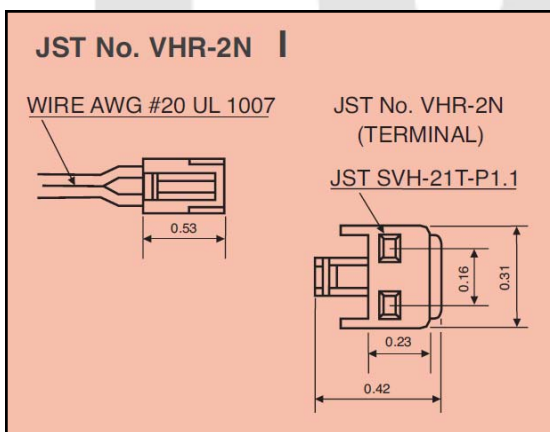 JST No. VHR-2N I
WIRE AWG #20 UL 1007
JST No. VHR-2N
(TERMINAL)
JST SVH-21T-P1.1
0.53
0.16
0.31
0.23
0.42